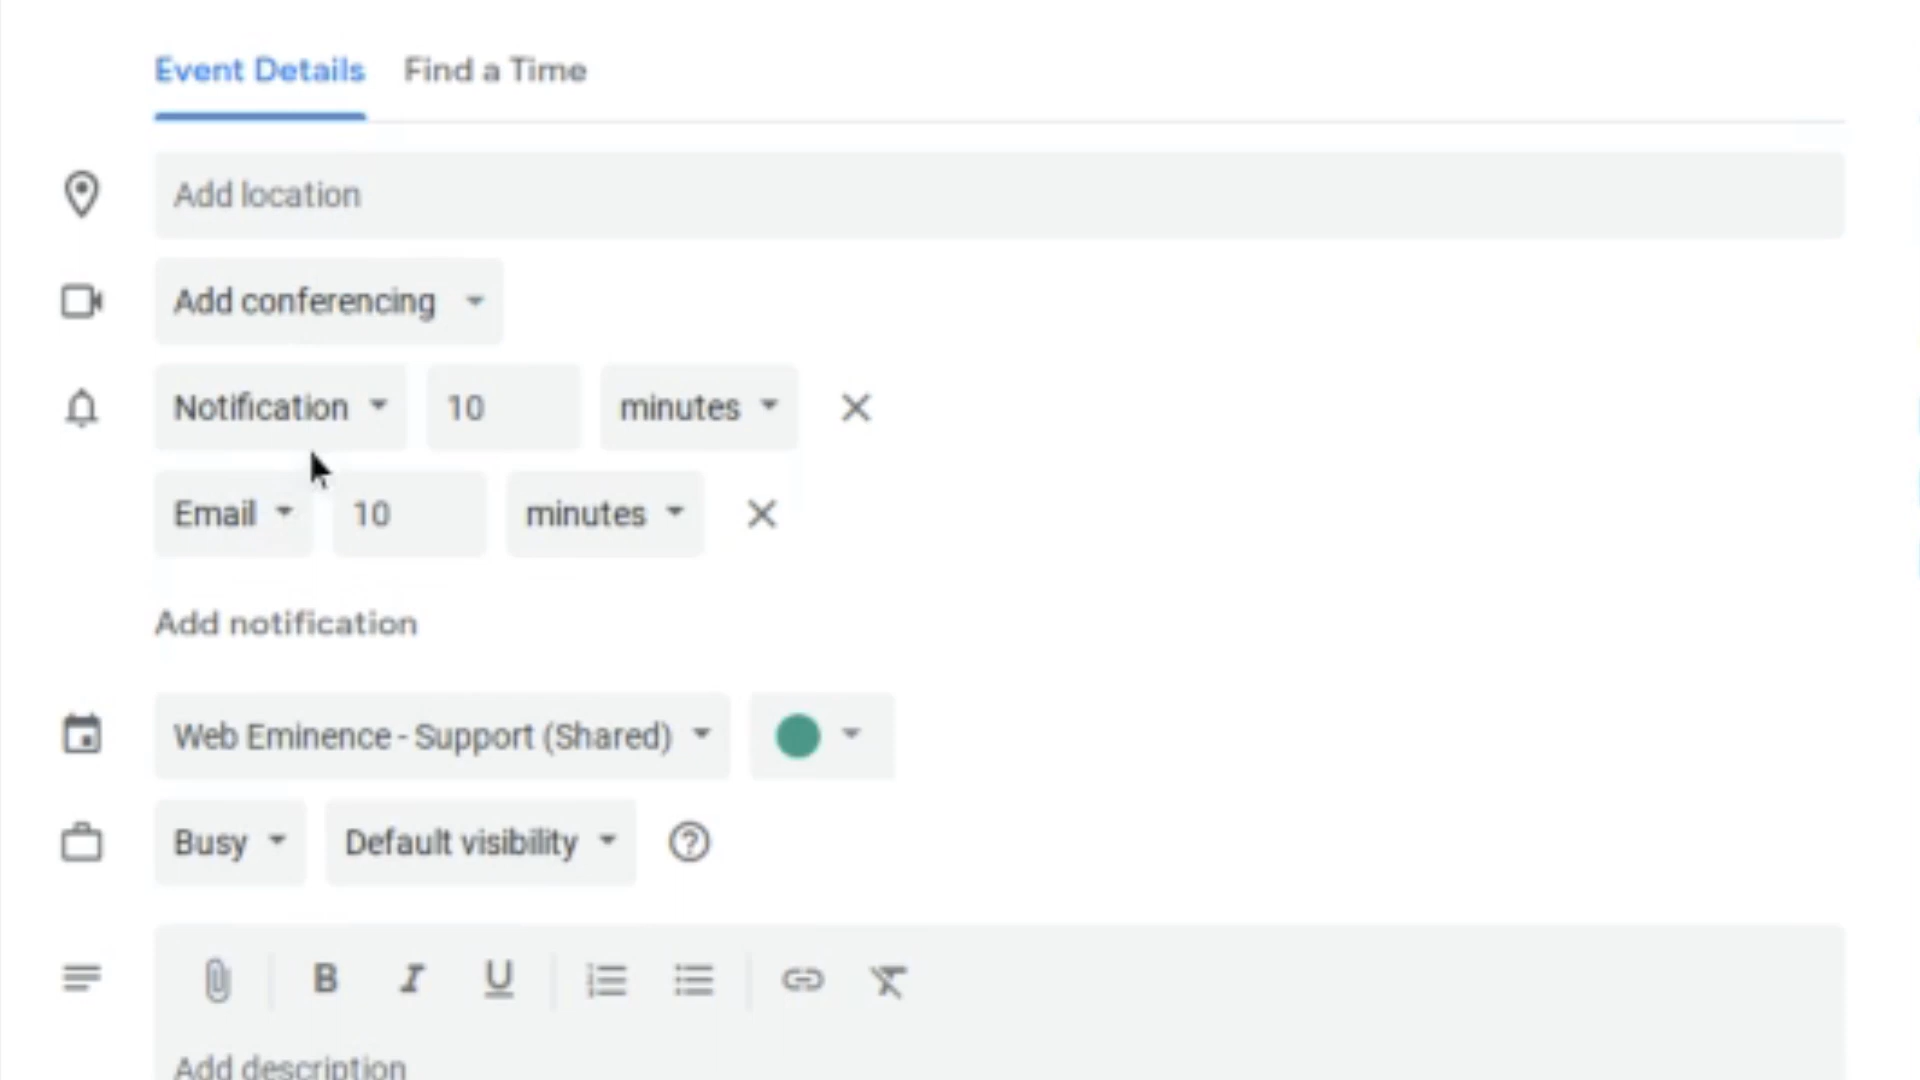 Event Details Find a Time
Add location
Add conferencing
Notification 10 minutes
Email 10 minutes
Add notification
Web Eminence - Support (Shared)
Busy Default visibility
B I U
Add description